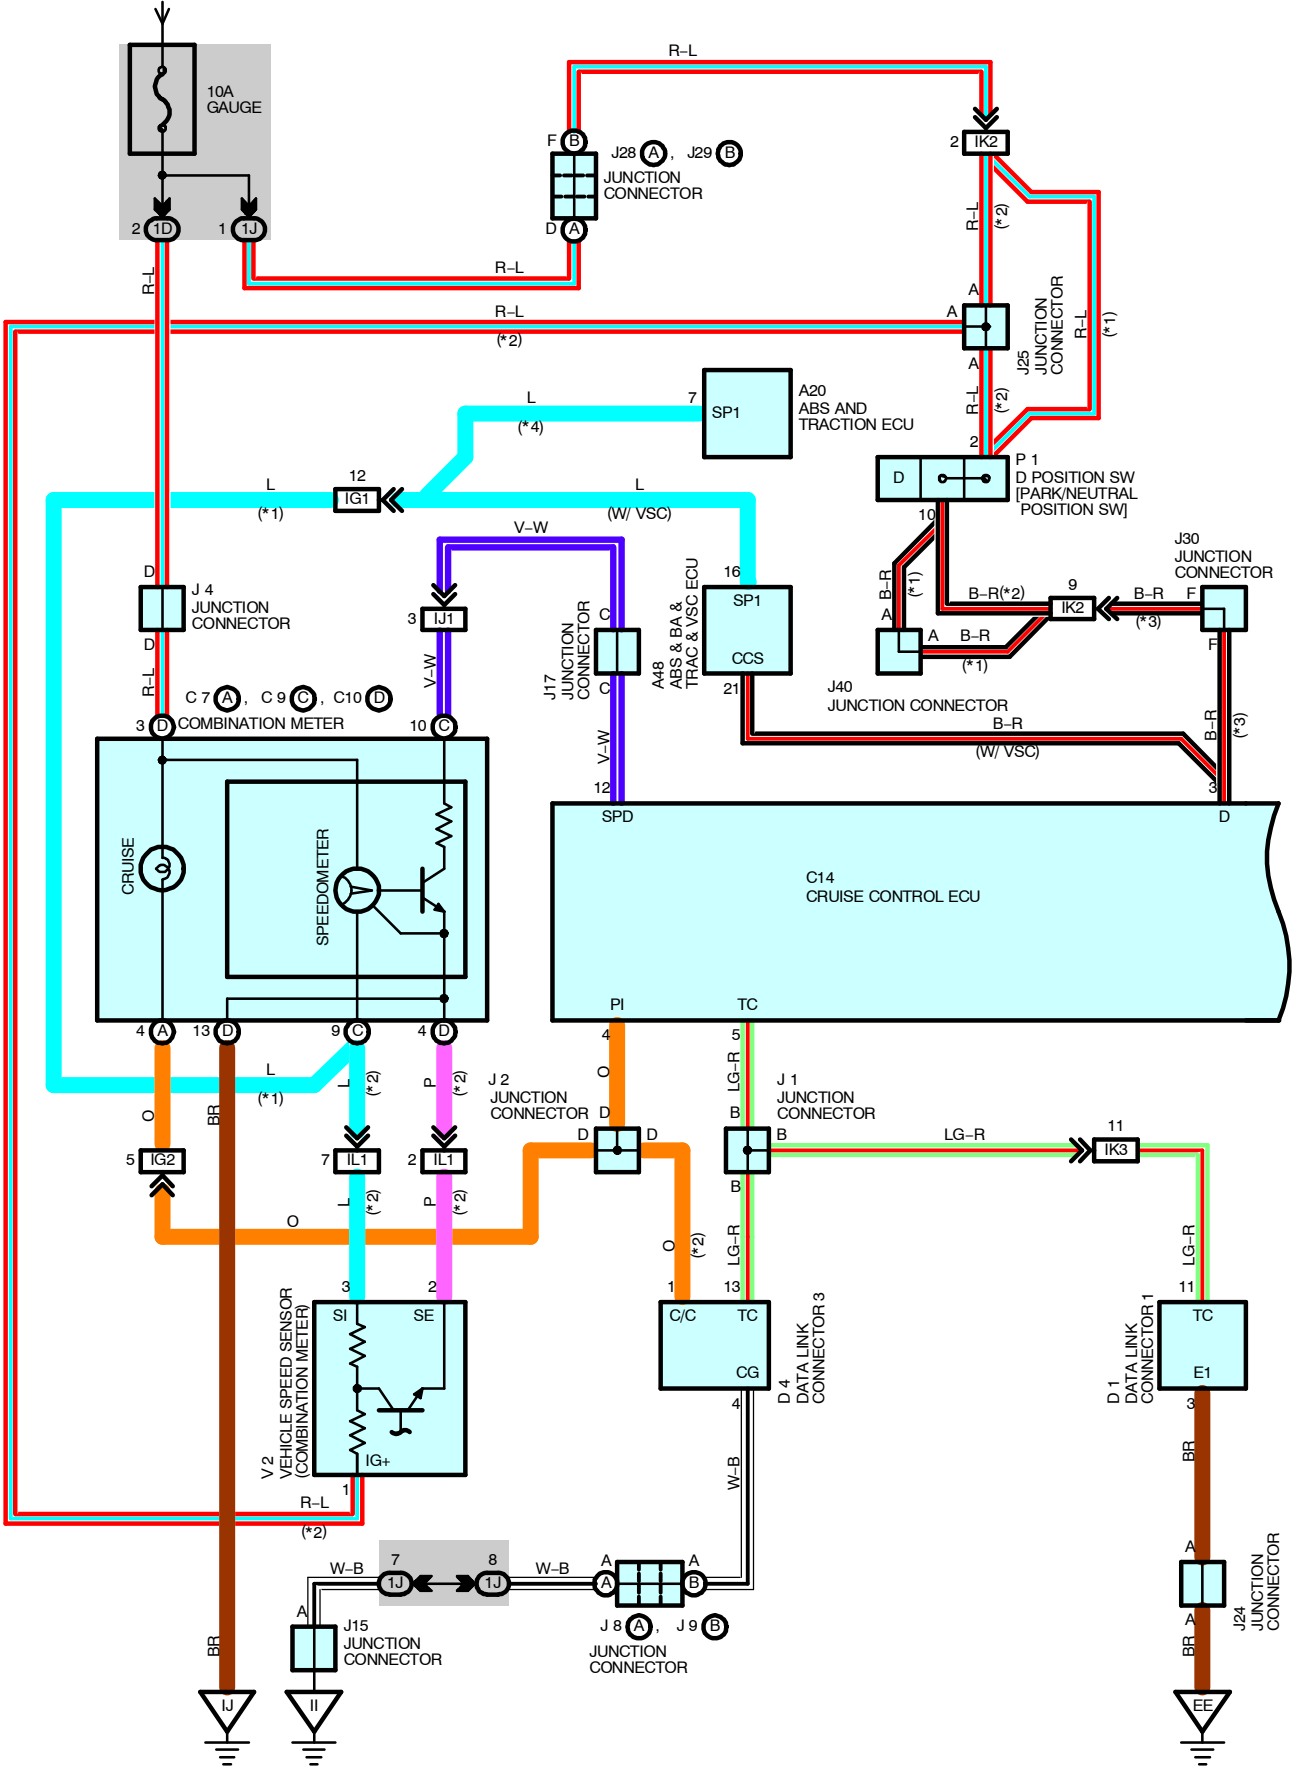 10A
GAUGE
2 1D
1 1J
R-L
R-L
R-L
F B
J28 A , J29 B
JUNCTION
CONNECTOR
D A
2 IK2
R-L
(*2)
R-L
(*1)
R-L
(*2)
A
A
A
J25
JUNCTION
CONNECTOR
R-L
(*2)
2
P 1
D POSITION SW
[PARK/NEUTRAL
POSITION SW]
D
10
L
(*4)
7
SP1
A20
ABS AND
TRACTION ECU
12
IG1
L
(*1)
L
(W/ VSC)
V-W
3 IJ1
V-W
D
J 4
JUNCTION
CONNECTOR
D
R-L
C 7 A , C 9 C , C10 D
COMBINATION METER
3 D
10 C
C
J17
JUNCTION
CONNECTOR
C
V-W
16
SP1
CCS
21
A48
ABS & BA &
TRAC & VSC ECU
B-R
(*1)
A
A
B-R(*2)
B-R
(*1)
9
IK2
B-R
(*3)
J30
JUNCTION
CONNECTOR
F
F
J40
JUNCTION CONNECTOR
B-R
(W/ VSC)
B-R
(*3)
12
3
SPD
D
C14
CRUISE CONTROL ECU
PI
TC
CRUISE
SPEEDOMETER
4 A
13 D
9 C
4 D
4
5
O
LG-R
L
(*1)
O
BR
L
(*2)
P
(*2)
J 2
JUNCTION
CONNECTOR
D
D
D
J 1
JUNCTION
CONNECTOR
B
B
B
LG-R
11
IK3
5 IG2
7 IL1
2 IL1
L
(*2)
P
(*2)
O
O
(*2)
LG-R
LG-R
3
2
SI
SE
IG+
1
V 2
VEHICLE SPEED SENSOR
(COMBINATION METER)
1
13
C/C
TC
CG
4
D 4
DATA LINK
CONNECTOR 3
11
TC
E1
3
D 1
DATA LINK
CONNECTOR 1
R-L
(*2)
W-B
BR
W-B
7
1J
8
1J
W-B
A
A
A
B
J 8 A , J 9 B
JUNCTION
CONNECTOR
A
J15
JUNCTION
CONNECTOR
A
A
J24
JUNCTION
CONNECTOR
BR
BR
IJ
II
EE